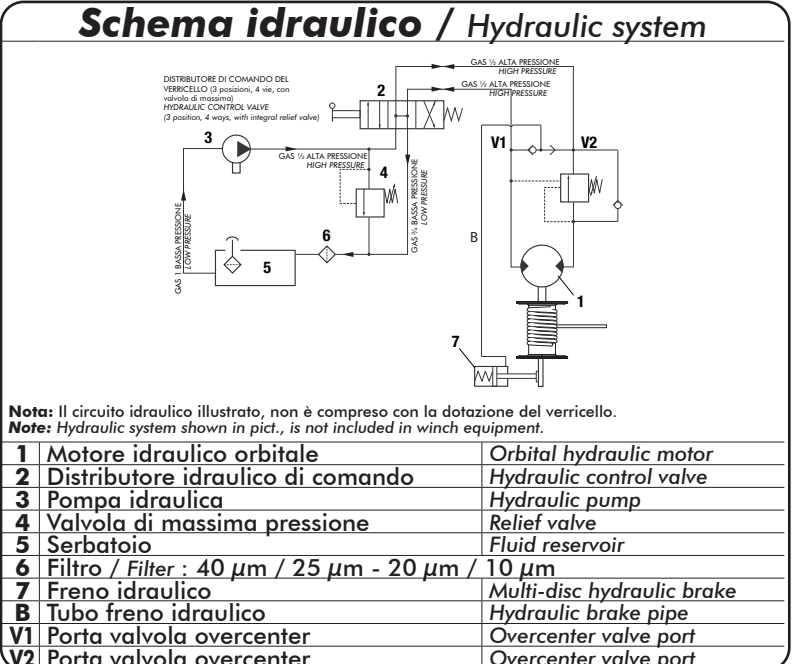 Schema idraulico / Hydraulic system
GAS ½ ALTA PRESSIONE
HIGH PRESSURE
DISTRIBUTORE DI COMANDO DEL
VERRICELLO (3 posizioni, 4 vie, con
valvola di massima)
HYDRAULIC CONTROL VALVE
(3 position, 4 ways, with integral relief valve)
2
GAS ½ ALTA PRESSIONE
HIGH PRESSURE
3
V1
V2
GAS ½ ALTA PRESSIONE
HIGH PRESSURE
4
GAS ¾ BASSA PRESSIONE
LOW PRESSURE
GAS 1 BASSA PRESSIONE
LOW PRESSURE
B
6
5
1
7
Nota: Il circuito idraulico illustrato, non è compreso con la dotazione del verricello.
Note: Hydraulic system shown in pict., is not included in winch equipment.
1 Motore idraulico orbitale Orbital hydraulic motor
2 Distributore idraulico di comando Hydraulic control valve
3 Pompa idraulica Hydraulic pump
4 Valvola di massima pressione Relief valve
5 Serbatoio Fluid reservoir
6 Filtro / Filter : 40 µm / 25 µm - 20 µm / 10 µm
7 Freno idraulico Multi-disc hydraulic brake
B Tubo freno idraulico Hydraulic brake pipe
V1 Porta valvola overcenter Overcenter valve port
V2 Porta valvola overcenter Overcenter valve port